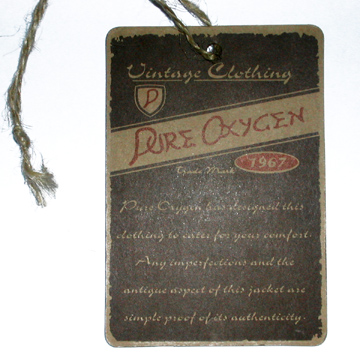 Vintage Clothing
P
PURE OXYGEN
Trade Mark
1967
Pure Oxygen has designed this
clothing to cater for your comfort.
Any imperfections and the
antique aspect of this jacket are
simple proof of its authenticity.